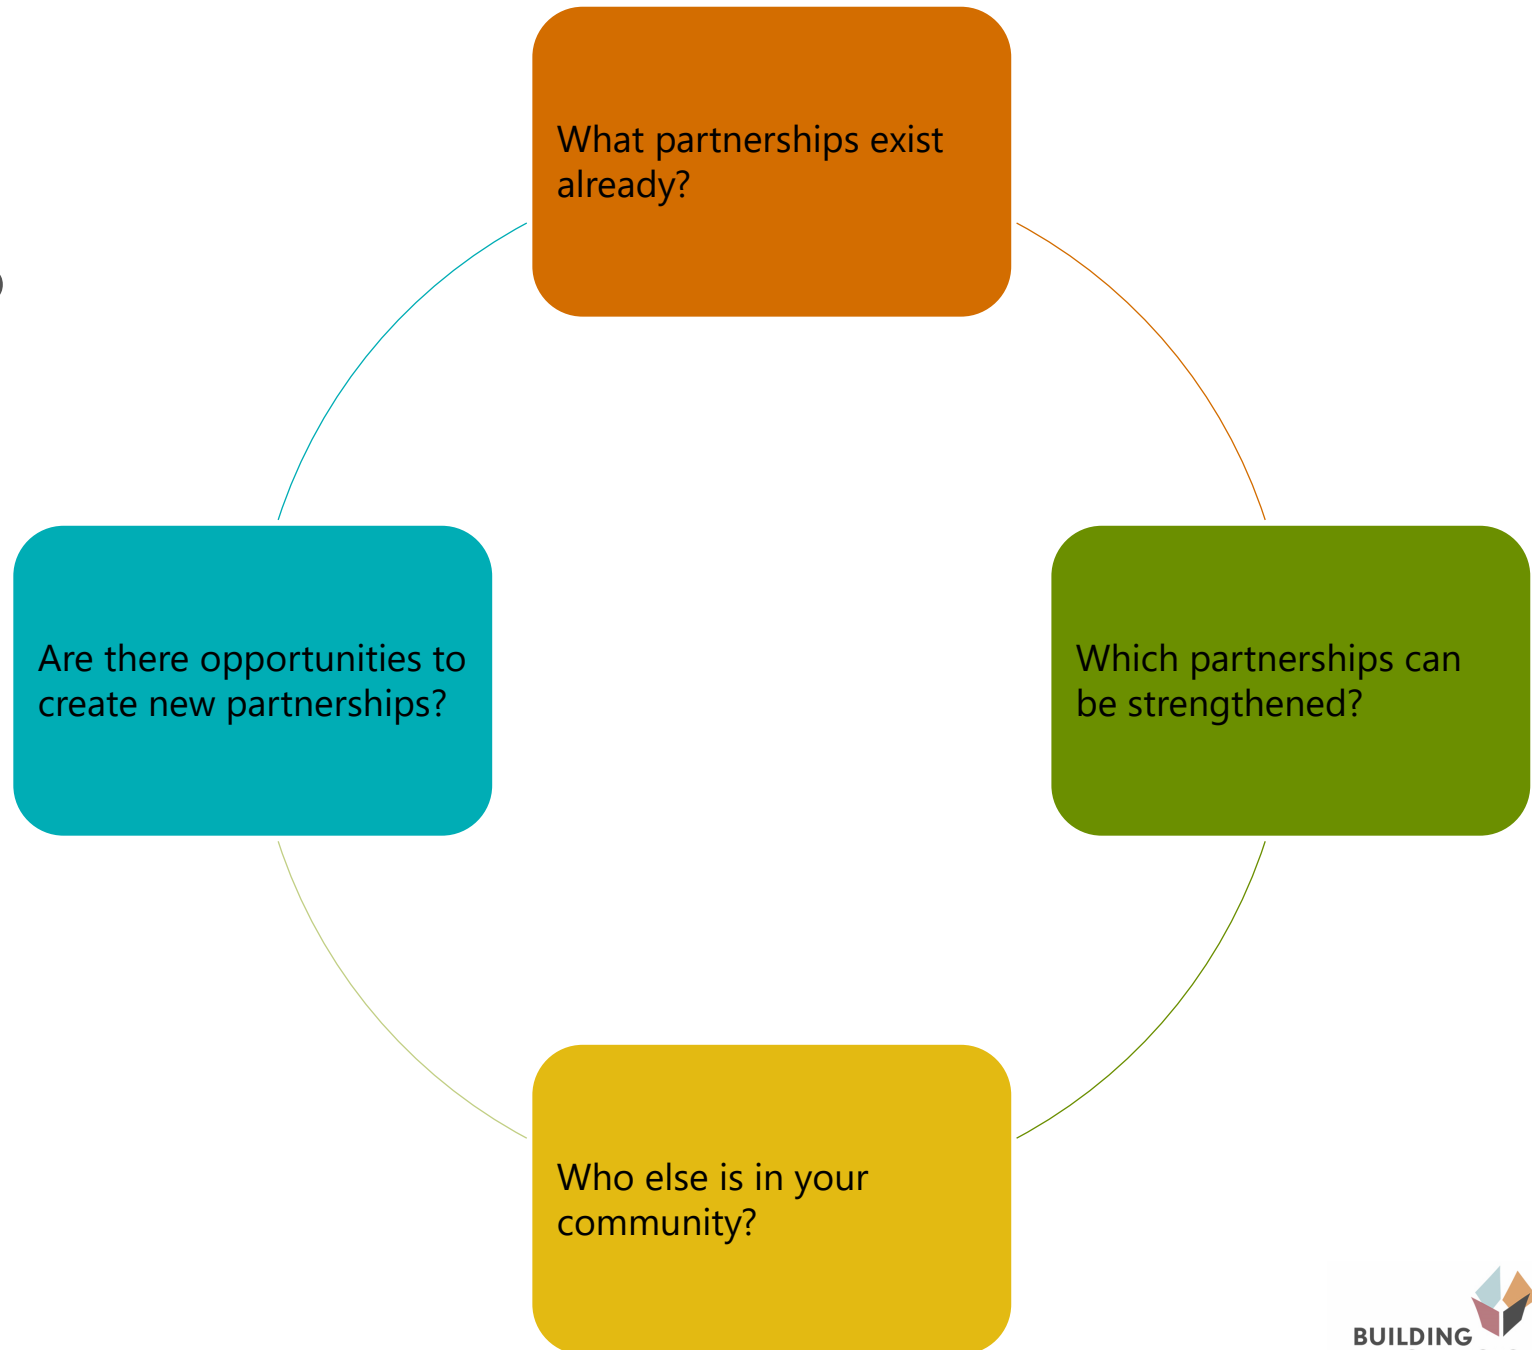 What partnerships exist
already?
Which partnerships can
be strengthened?
Who else is in your
community?
Are there opportunities to
create new partnerships?
BUILDING